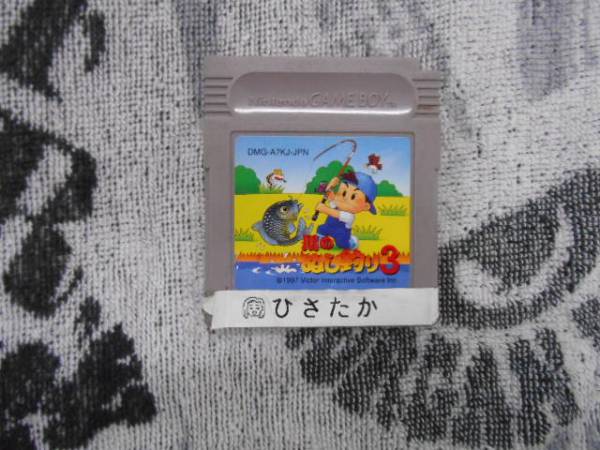 Nintendo GAME BOY
DMG-A7KJ-JPN
川の
ぬし釣り3
©1997 Victor Interactive Software Inc.
ひさたか